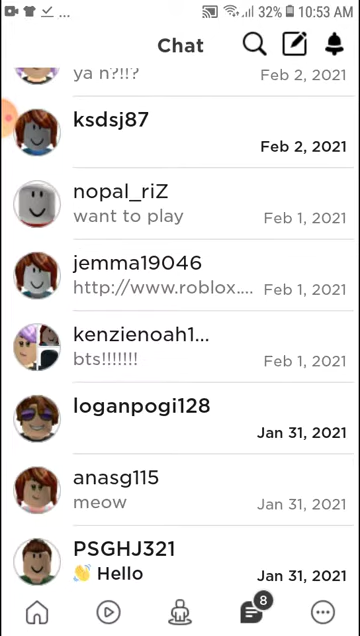 ... 32% 10:53 AM
Chat
ya n?!!? Feb 2, 2021
ksdsj87
Feb 2, 2021
nopal_riZ
want to play Feb 1, 2021
jemma19046
http://www.roblox.... Feb 1, 2021
kenzienoah1...
bts!!!!!!! Feb 1, 2021
loganpogi128
Jan 31, 2021
anasg115
meow Jan 31, 2021
PSGHJ321
👋 Hello Jan 31, 2021
8